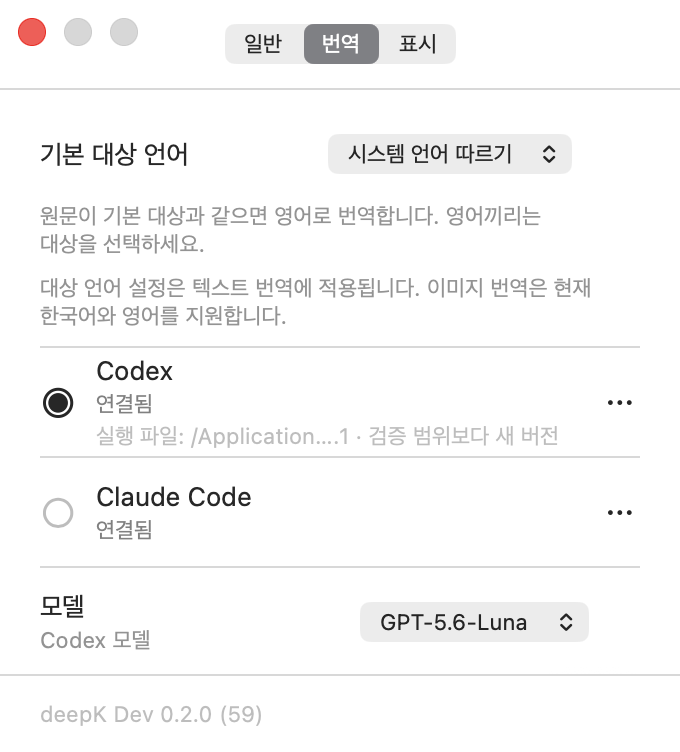 일반 번역 표시
기본 대상 언어 시스템 언어 따르기
원문이 기본 대상과 같으면 영어로 번역합니다. 영어끼리는
대상을 선택하세요.
대상 언어 설정은 텍스트 번역에 적용됩니다. 이미지 번역은 현재
한국어와 영어를 지원합니다.
Codex
연결됨
실행 파일: /Application....1 · 검증 범위보다 새 버전
Claude Code
연결됨
모델
GPT-5.6-Luna
Codex 모델
deepK Dev 0.2.0 (59)